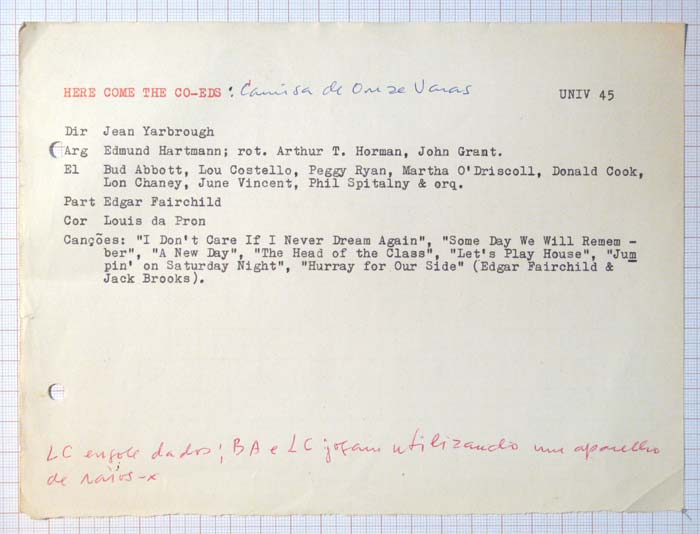 HERE COME THE CO-EDS : Camisa de Onze Varas UNIV 45
Dir Jean Yarbrough
Arg Edmund Hartmann; rot. Arthur T. Horman, John Grant.
El Bud Abbott, Lou Costello, Peggy Ryan, Martha O'Driscoll, Donald Cook,
Lon Chaney, June Vincent, Phil Spitalny & orq.
Part Edgar Fairchild
Cor Louis da Pron
Canções: "I Don't Care If I Never Dream Again", "Some Day We Will Remem -
ber", "A New Day", "The Head of the Class", "Let's Play House", "Jum
pin' on Saturday Night", "Hurray for Our Side" (Edgar Fairchild &
Jack Brooks).
LC engole dados; BA e LC jogam utilizando um aparelho
de raios-x